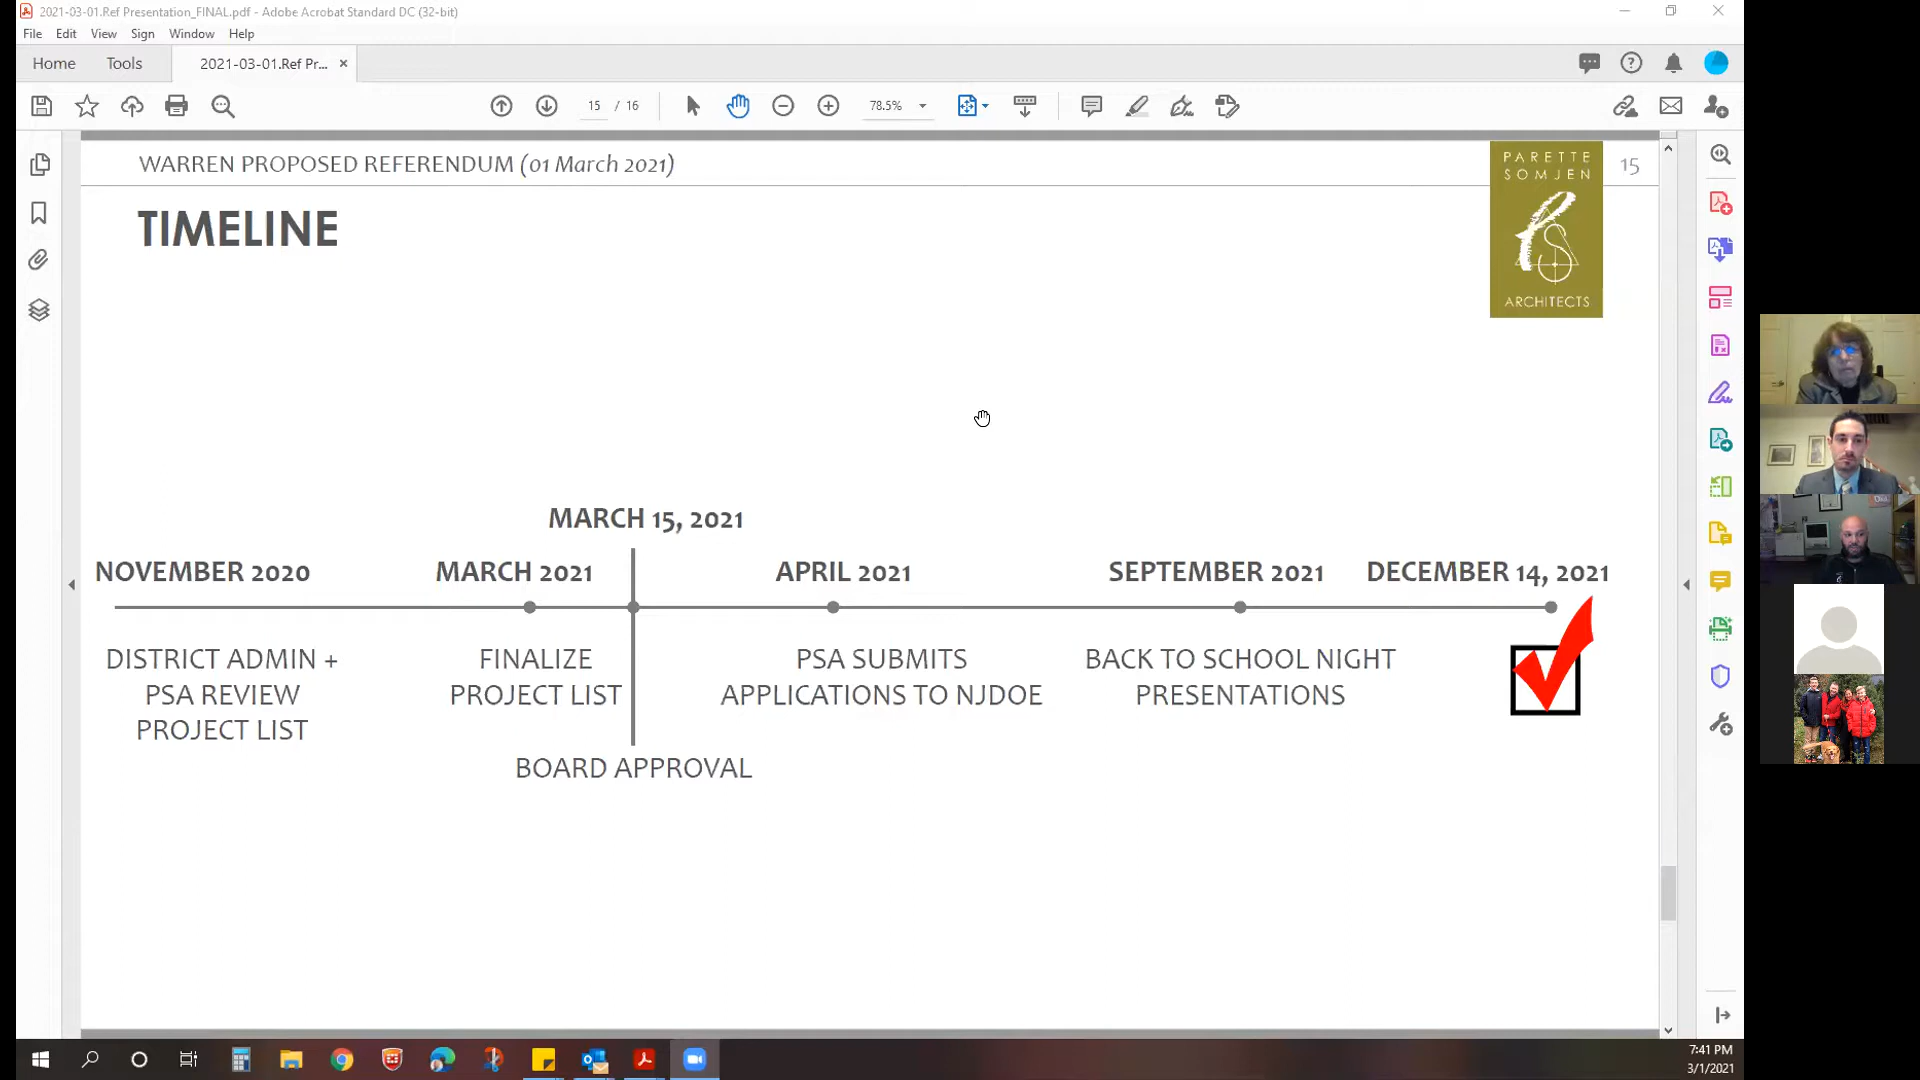 2021-03-01.Ref Presentation_FINAL.pdf - Adobe Acrobat Standard DC (32-bit)
File Edit View Sign Window Help
Home Tools 2021-03-01.Ref Pr... ×
15 / 16 78.5%
WARREN PROPOSED REFERENDUM (01 March 2021)
15
PARETTE
SOMJEN
ARCHITECTS
TIMELINE
MARCH 15, 2021
NOVEMBER 2020 MARCH 2021 APRIL 2021 SEPTEMBER 2021 DECEMBER 14, 2021
DISTRICT ADMIN + FINALIZE PSA SUBMITS BACK TO SCHOOL NIGHT
PSA REVIEW PROJECT LIST APPLICATIONS TO NJDOE PRESENTATIONS
PROJECT LIST
BOARD APPROVAL
7:41 PM
3/1/2021